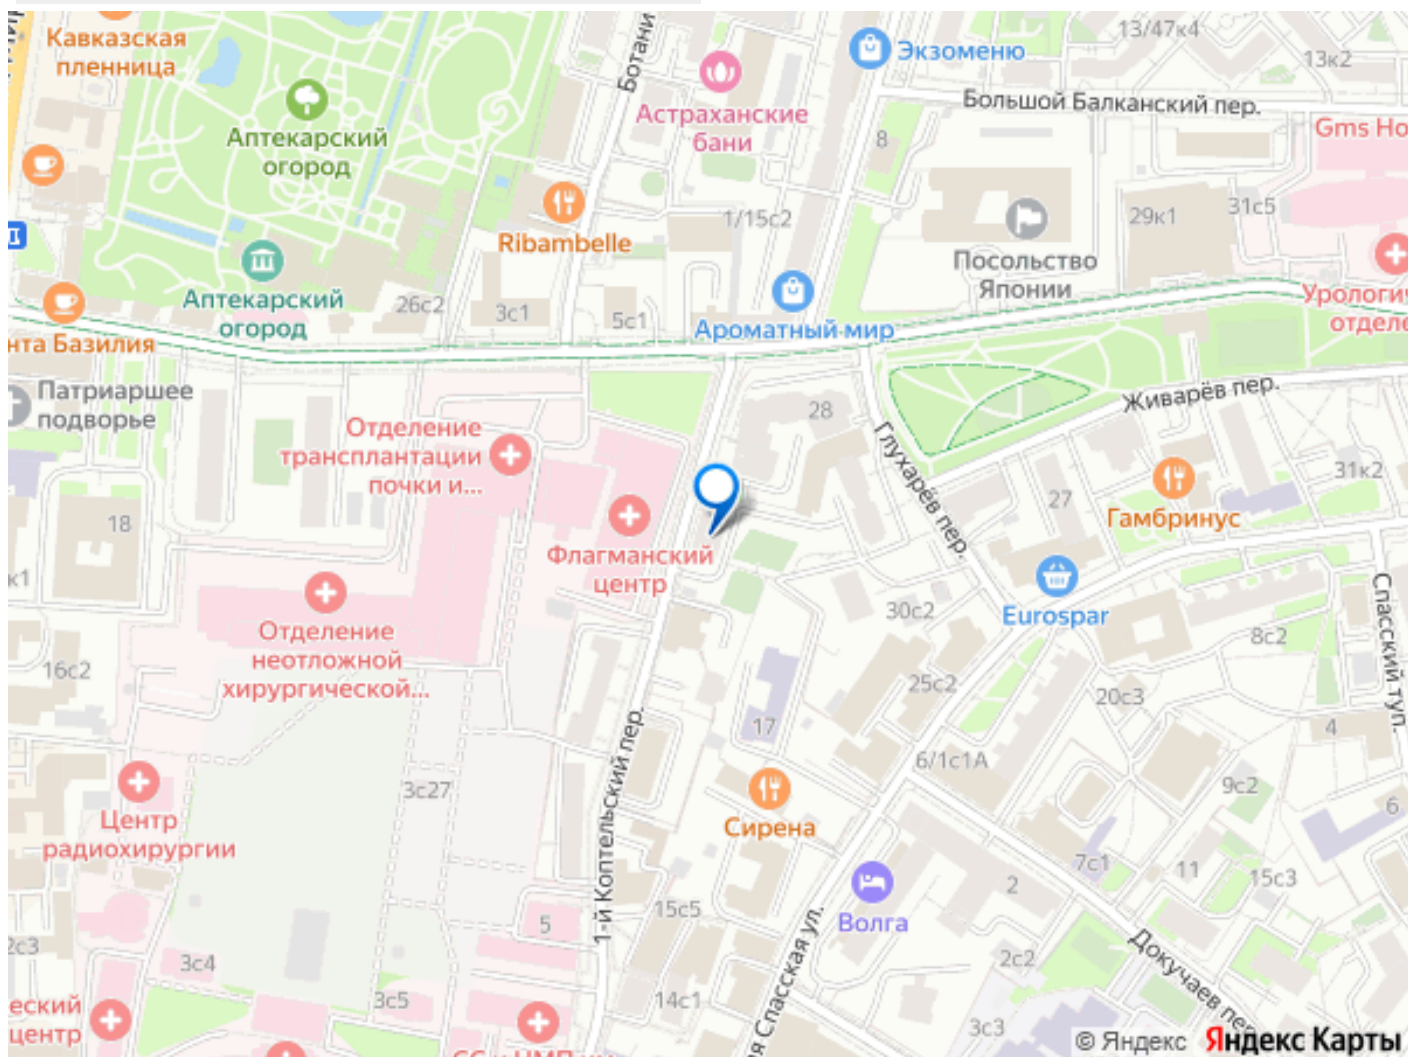 Кавказская
пленница
Ботани
Экзоменю
13/47к4
13к2
Аптекарский
огород
Астраханские
бани
8
Большой Балканский пер.
Gms Ho
Ribambelle
1/15с2
Посольство
Японии
29к1
31с5
Аптекарский
огород
26с2
3с1
5с1
Ароматный мир
Урологич
отделе
нта Базилия
Патриаршее
подворье
Отделение
трансплантации
почки и...
28
Глухарёв пер.
Живарёв пер.
31к2
18
Флагманский
центр
27
Гамбринус
к1
Отделение
неотложной
хирургической...
30с2
Eurospar
8с2
Спасский туп.
16с2
25с2
20с3
4
17
6/1с1А
9с2
6
Центр
радиохирургии
3с27
1-й Коптельский пер.
Сирена
7с1
11
15с3
2
Волга
15с5
5
2с3
3с4
3с5
14с1
ая Спасская ул.
2с2
Докучаев пер.
3с3
еский
центр
© Яндекс Яндекс Карты